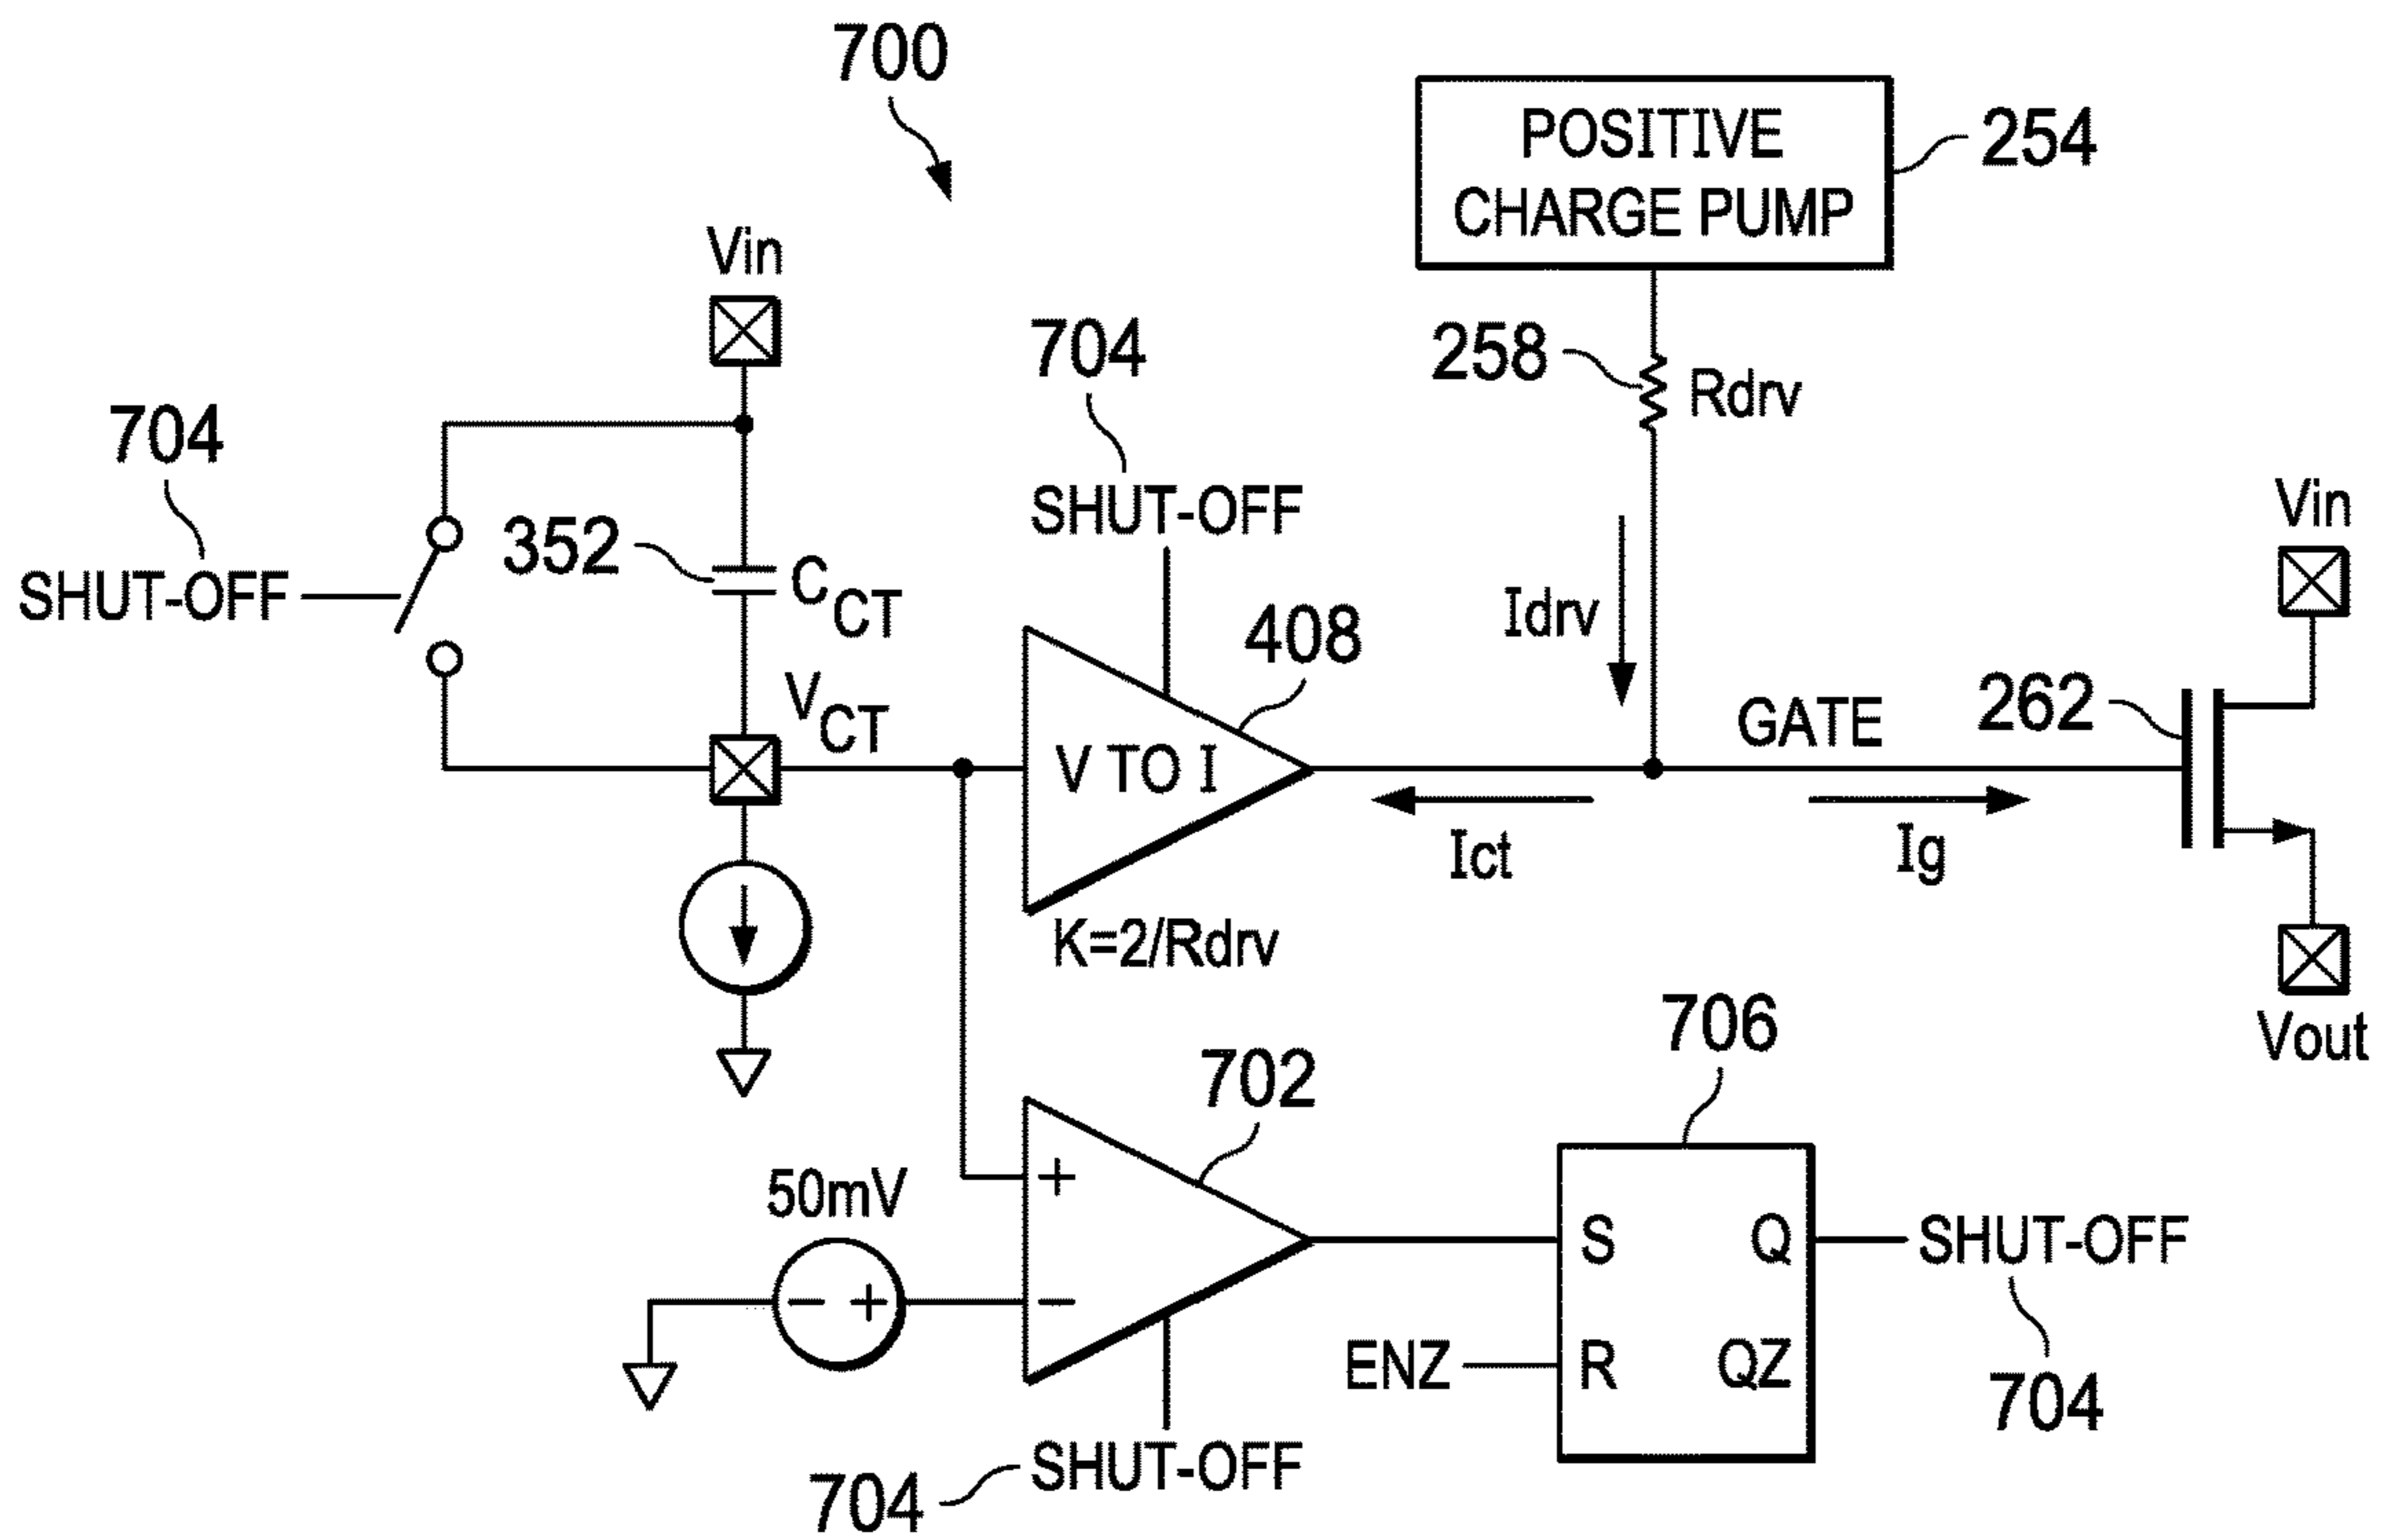 700
POSITIVE
CHARGE PUMP
254
Vin
704
258
Rdrv
704
SHUT-OFF
Vin
352
CCT
SHUT-OFF
Idrv
408
262
VCT
GATE
V TO I
Ict
Ig
K=2/Rdrv
Vout
706
702
50mV
+
S
Q
SHUT-OFF
- +
−
ENZ
R
QZ
704
SHUT-OFF
704